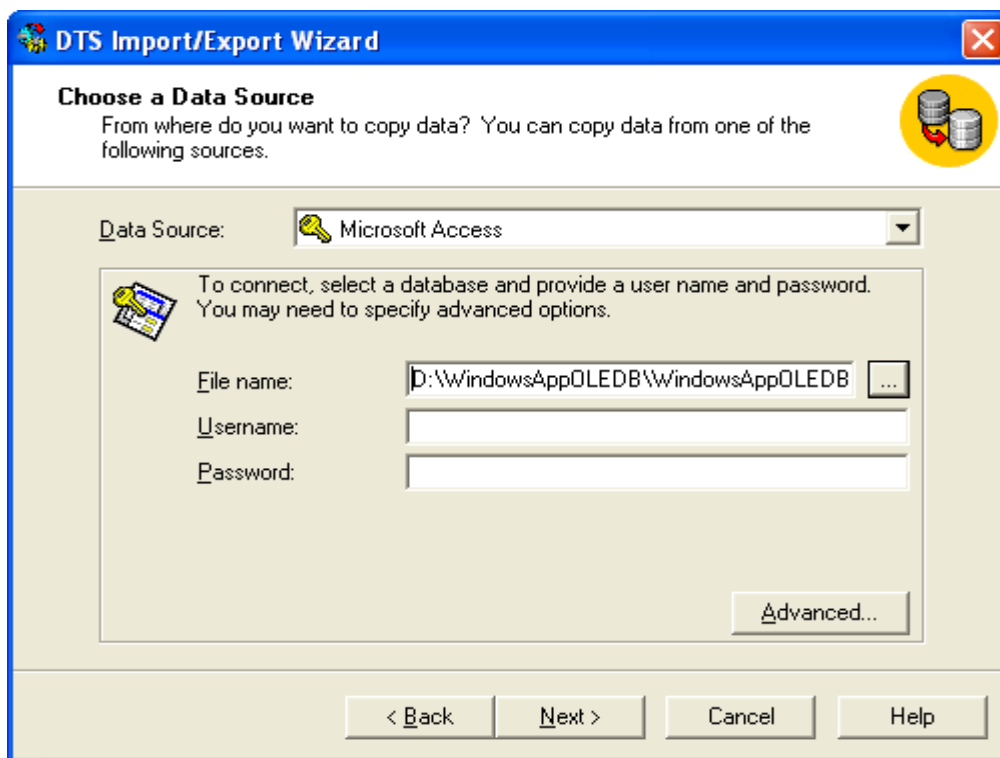 DTS Import/Export Wizard
Choose a Data Source
From where do you want to copy data? You can copy data from one of the
following sources.
Data Source: Microsoft Access
To connect, select a database and provide a user name and password.
You may need to specify advanced options.
File name: D:\WindowsAppOLEDB\WindowsAppOLEDB ...
Username:
Password:
Advanced...
< Back Next > Cancel Help